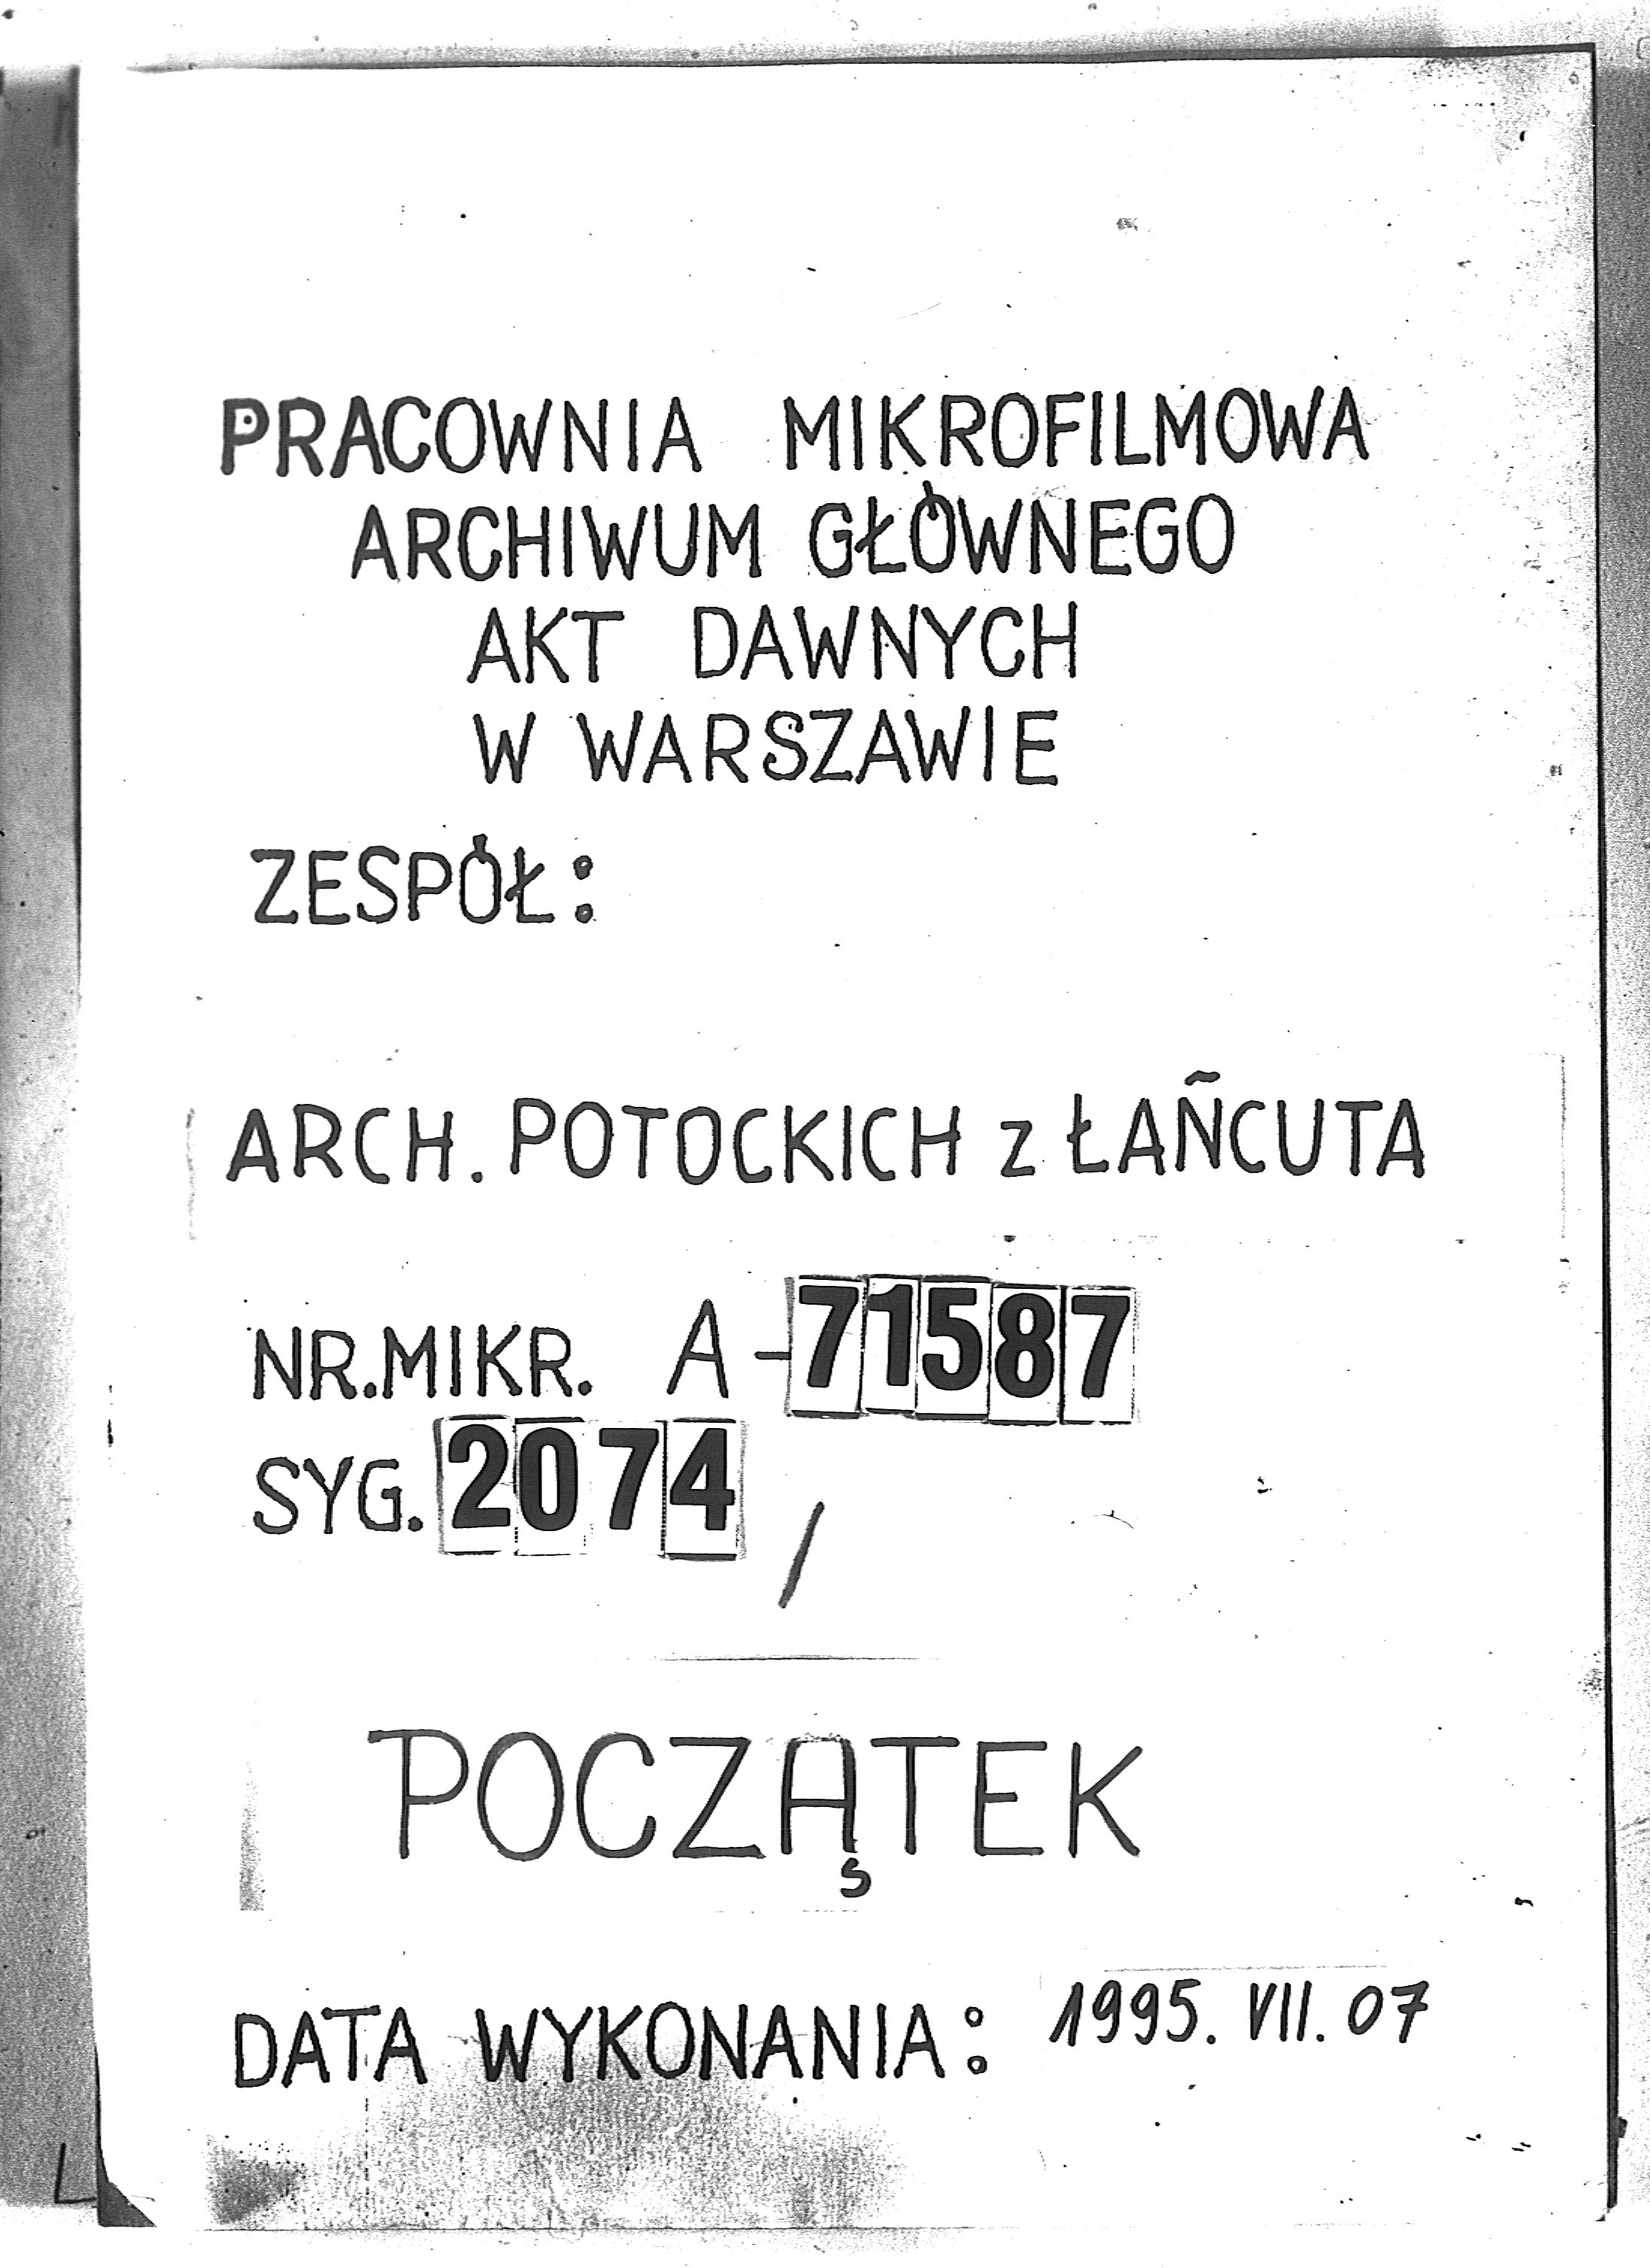 PRACOWNIA MIKROFILMOWA
ARCHIWUM GŁÓWNEGO
AKT DAWNYCH
W WARSZAWIE
ZESPÓŁ:
ARCH. POTOCKICH z ŁAŃCUTA
NR.MIKR. A-71587
SYG. 2074 /
POCZĄTEK
DATA WYKONANIA: 1995. VII. 07